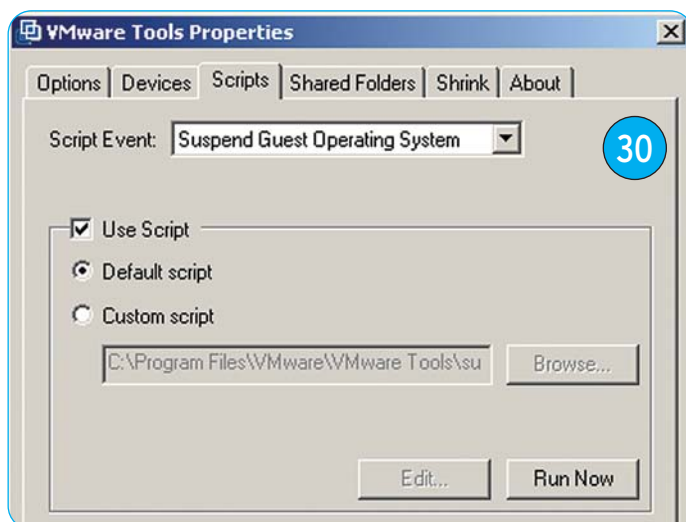 VMware Tools Properties
Options Devices Scripts Shared Folders Shrink About
Script Event: Suspend Guest Operating System
30
Use Script
Default script
Custom script
C:\Program Files\VMware\VMware Tools\su Browse...
Edit... Run Now